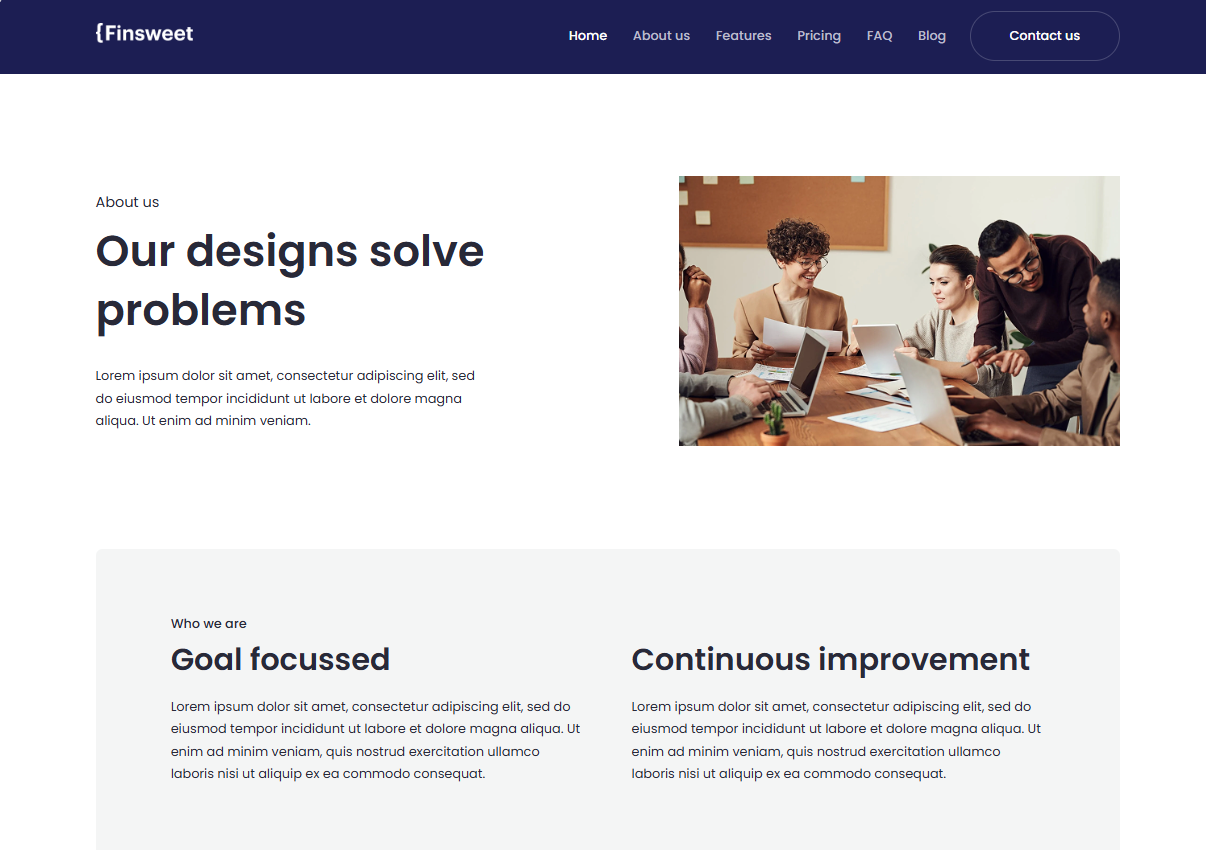 {Finsweet
Home About us Features Pricing FAQ Blog Contact us
About us
Our designs solve
problems
Lorem ipsum dolor sit amet, consectetur adipiscing elit, sed
do eiusmod tempor incididunt ut labore et dolore magna
aliqua. Ut enim ad minim veniam.
Who we are
Goal focussed
Lorem ipsum dolor sit amet, consectetur adipiscing elit, sed do
eiusmod tempor incididunt ut labore et dolore magna aliqua. Ut
enim ad minim veniam, quis nostrud exercitation ullamco
laboris nisi ut aliquip ex ea commodo consequat.
Continuous improvement
Lorem ipsum dolor sit amet, consectetur adipiscing elit, sed do
eiusmod tempor incididunt ut labore et dolore magna aliqua. Ut
enim ad minim veniam, quis nostrud exercitation ullamco
laboris nisi ut aliquip ex ea commodo consequat.